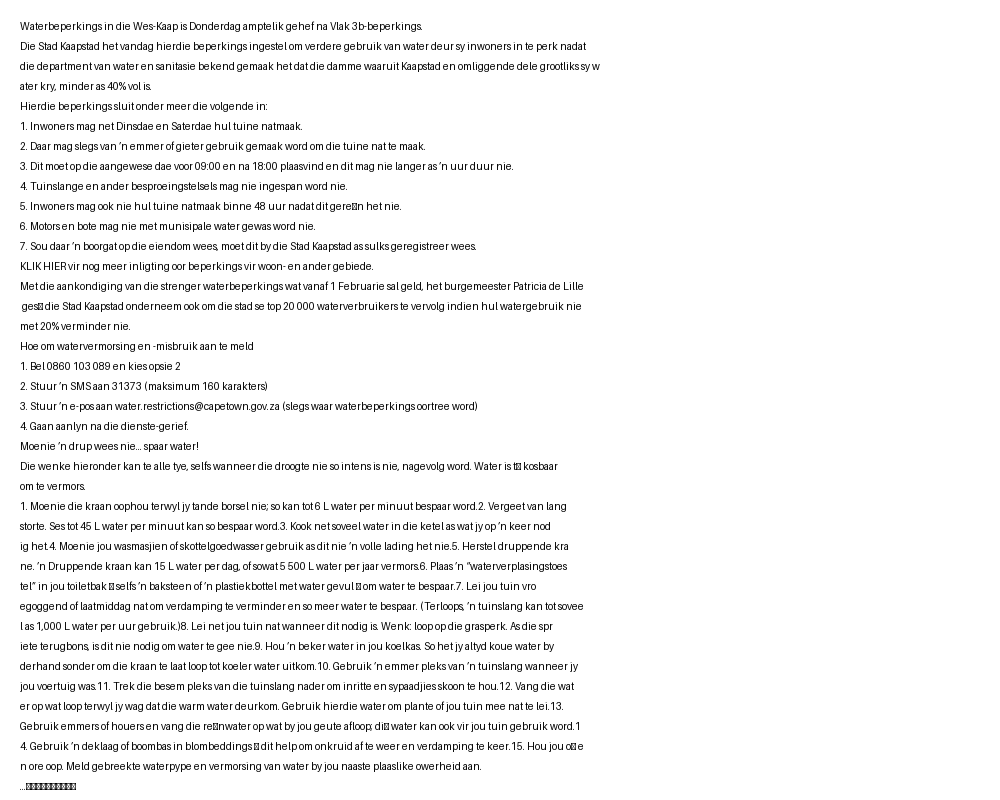 Waterbeperkings in die Wes-Kaap is Donderdag amptelik gehef na Vlak 3b-beperkings.
Die Stad Kaapstad het vandag hierdie beperkings ingestel om verdere gebruik van water deur sy inwoners in te perk nadat
die department van water en sanitasie bekend gemaak het dat die damme waaruit Kaapstad en omliggende dele grootliks sy w
ater kry, minder as 40% vol is.
Hierdie beperkings sluit onder meer die volgende in:
1. Inwoners mag net Dinsdae en Saterdae hul tuine natmaak.
2. Daar mag slegs van ’n emmer of gieter gebruik gemaak word om die tuine nat te maak.
3. Dit moet op die aangewese dae voor 09:00 en na 18:00 plaasvind en dit mag nie langer as ’n uur duur nie.
4. Tuinslange en ander besproeingstelsels mag nie ingespan word nie.
5. Inwoners mag ook nie hul tuine natmaak binne 48 uur nadat dit gere▯n het nie.
6. Motors en bote mag nie met munisipale water gewas word nie.
7. Sou daar ’n boorgat op die eiendom wees, moet dit by die Stad Kaapstad as sulks geregistreer wees.
KLIK HIER vir nog meer inligting oor beperkings vir woon- en ander gebiede.
Met die aankondiging van die strenger waterbeperkings wat vanaf 1 Februarie sal geld, het burgemeester Patricia de Lille
ges▯ die Stad Kaapstad onderneem ook om die stad se top 20 000 waterverbruikers te vervolg indien hul watergebruik nie
met 20% verminder nie.
Hoe om watervermorsing en -misbruik aan te meld
1. Bel 0860 103 089 en kies opsie 2
2. Stuur ’n SMS aan 31373 (maksimum 160 karakters)
3. Stuur ’n e-pos aan water.restrictions@capetown.gov.za (slegs waar waterbeperkings oortree word)
4. Gaan aanlyn na die dienste-gerief.
Moenie ’n drup wees nie… spaar water!
Die wenke hieronder kan te alle tye, selfs wanneer die droogte nie so intens is nie, nagevolg word. Water is t▯ kosbaar
om te vermors.
1. Moenie die kraan oophou terwyl jy tande borsel nie; so kan tot 6 L water per minuut bespaar word.2. Vergeet van lang
storte. Ses tot 45 L water per minuut kan so bespaar word.3. Kook net soveel water in die ketel as wat jy op ’n keer nod
ig het.4. Moenie jou wasmasjien of skottelgoedwasser gebruik as dit nie ’n volle lading het nie.5. Herstel druppende kra
ne. ’n Druppende kraan kan 15 L water per dag, of sowat 5 500 L water per jaar vermors.6. Plaas ’n “waterverplasingstoes
tel” in jou toiletbak ▯ selfs ’n baksteen of ’n plastiekbottel met water gevul ▯ om water te bespaar.7. Lei jou tuin vro
egoggend of laatmiddag nat om verdamping te verminder en so meer water te bespaar. (Terloops, ’n tuinslang kan tot sovee
l as 1,000 L water per uur gebruik.)8. Lei net jou tuin nat wanneer dit nodig is. Wenk: loop op die grasperk. As die spr
iete terugbons, is dit nie nodig om water te gee nie.9. Hou ’n beker water in jou koelkas. So het jy altyd koue water by
derhand sonder om die kraan te laat loop tot koeler water uitkom.10. Gebruik ’n emmer pleks van ’n tuinslang wanneer jy
jou voertuig was.11. Trek die besem pleks van die tuinslang nader om inritte en sypaadjies skoon te hou.12. Vang die wat
er op wat loop terwyl jy wag dat die warm water deurkom. Gebruik hierdie water om plante of jou tuin mee nat te lei.13.
Gebruik emmers of houers en vang die re▯nwater op wat by jou geute afloop; di▯ water kan ook vir jou tuin gebruik word.1
4. Gebruik ’n deklaag of boombas in blombeddings ▯ dit help om onkruid af te weer en verdamping te keer.15. Hou jou o▯ e
n ore oop. Meld gebreekte waterpype en vermorsing van water by jou naaste plaaslike owerheid aan.
…▯▯▯▯▯▯▯▯▯▯